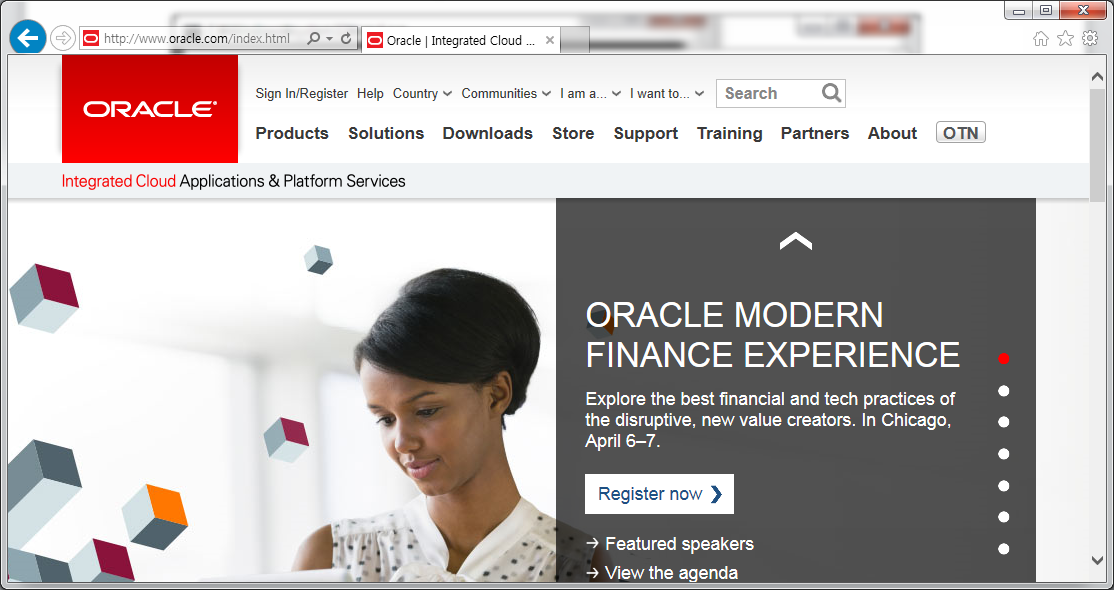 http://www.oracle.com/index.html
Oracle | Integrated Cloud ...
ORACLE
Sign In/Register Help Country Communities I am a... I want to... Search
Products Solutions Downloads Store Support Training Partners About OTN
Integrated Cloud Applications & Platform Services
ORACLE MODERN
FINANCE EXPERIENCE
Explore the best financial and tech practices of
the disruptive, new value creators. In Chicago,
April 6–7.
Register now
Featured speakers
View the agenda